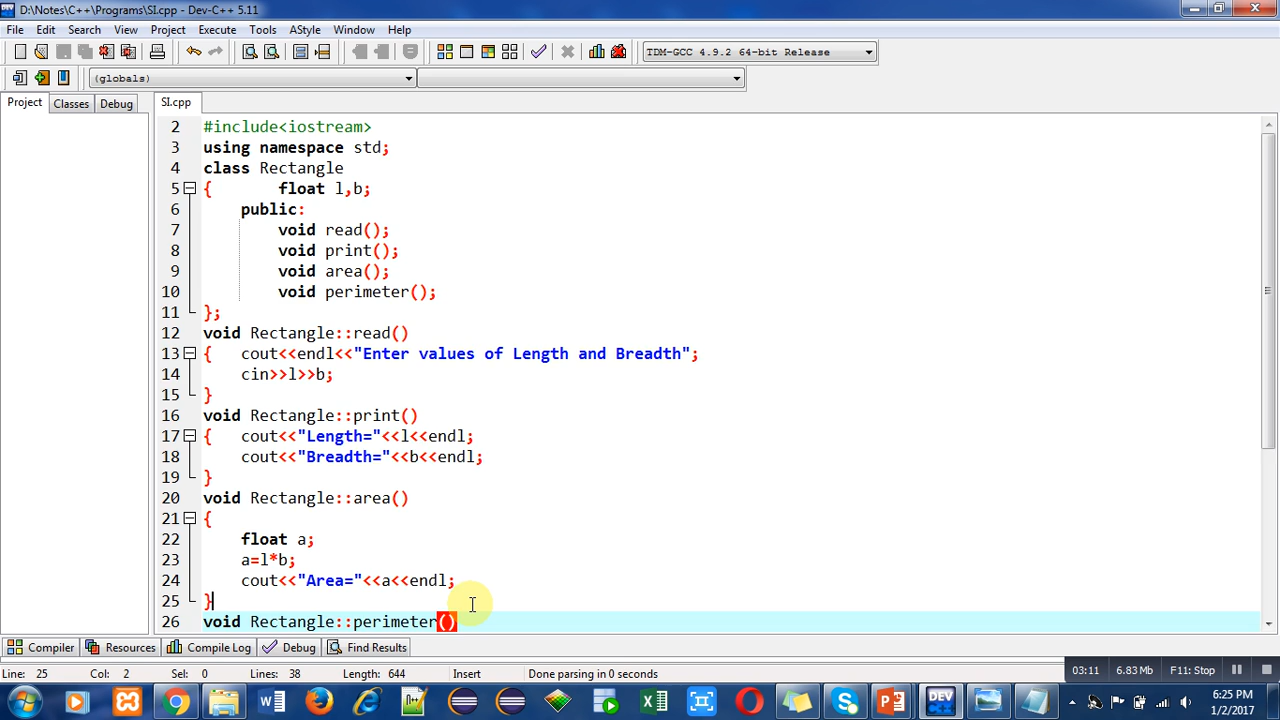 D:\Notes\C++\Programs\SI.cpp - Dev-C++ 5.11
File Edit Search View Project Execute Tools AStyle Window Help
TDM-GCC 4.9.2 64-bit Release
(globals)
Project Classes Debug SI.cpp
2 #include<iostream>
3 using namespace std;
4 class Rectangle
5 { float l,b;
6 public:
7 void read();
8 void print();
9 void area();
10 void perimeter();
11 };
12 void Rectangle::read()
13 { cout<<endl<<"Enter values of Length and Breadth";
14 cin>>l>>b;
15 }
16 void Rectangle::print()
17 { cout<<"Length="<<l<<endl;
18 cout<<"Breadth="<<b<<endl;
19 }
20 void Rectangle::area()
21 {
22 float a;
23 a=l*b;
24 cout<<"Area="<<a<<endl;
25 }
26 void Rectangle::perimeter()
Compiler Resources Compile Log Debug Find Results
Line: 25 Col: 2 Sel: 0 Lines: 38 Length: 644 Insert Done parsing in 0 seconds
03:11 6.83 Mb F11: Stop
6:25 PM
1/2/2017